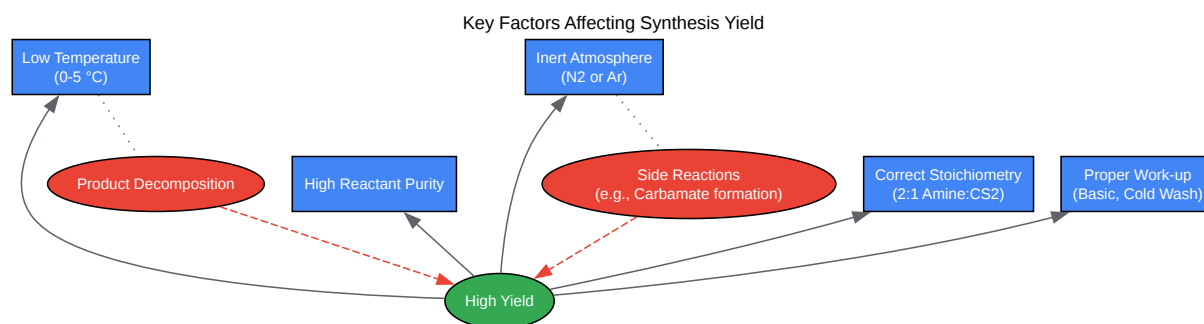 Key Factors Affecting Synthesis Yield
Low Temperature
(0-5 °C)
Inert Atmosphere
(N2 or Ar)
Product Decomposition
High Reactant Purity
Side Reactions
(e.g., Carbamate formation)
Correct Stoichiometry
(2:1 Amine:CS2)
Proper Work-up
(Basic, Cold Wash)
High Yield